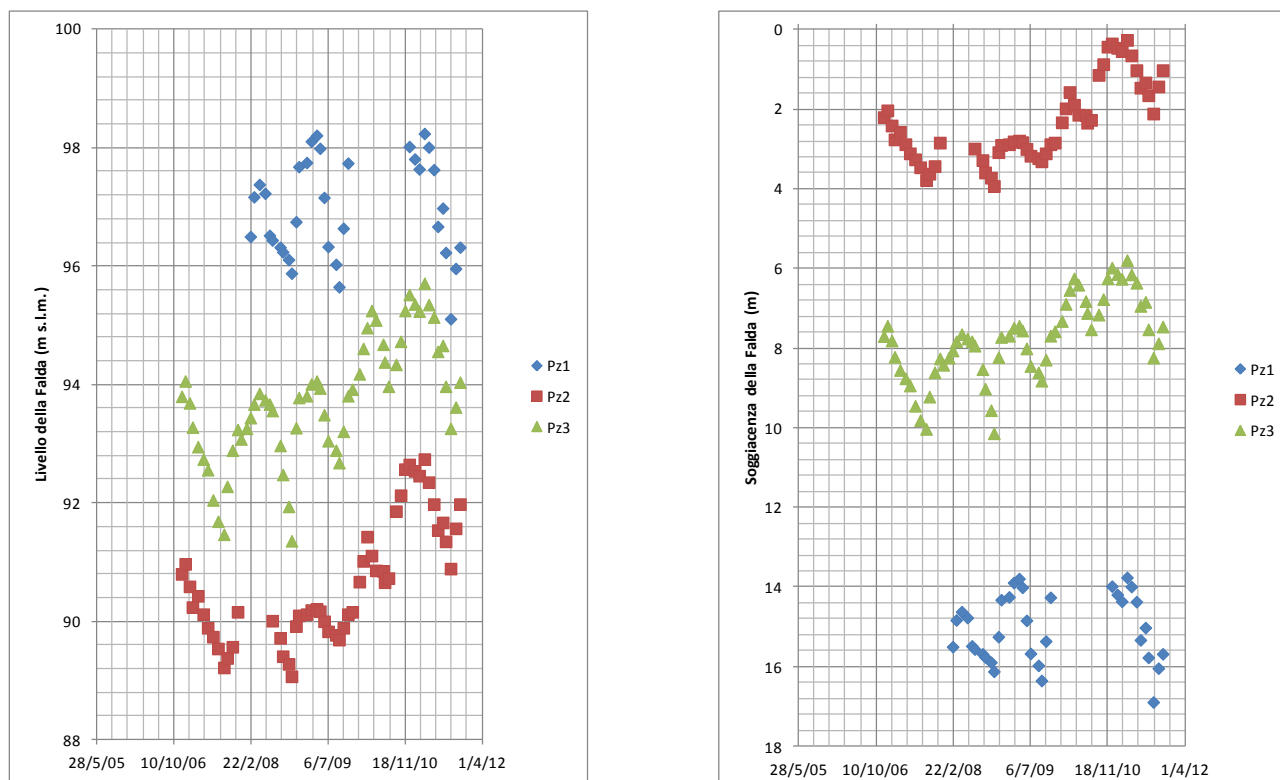 Livello della Falda (m s.l.m.)
100
98
96
94
92
90
88
28/5/05 10/10/06 22/2/08 6/7/09 18/11/10 1/4/12
Pz1
Pz2
Pz3
Soggiacenza della Falda (m)
0
2
4
6
8
10
12
14
16
18
28/5/05 10/10/06 22/2/08 6/7/09 18/11/10 1/4/12
Pz1
Pz2
Pz3